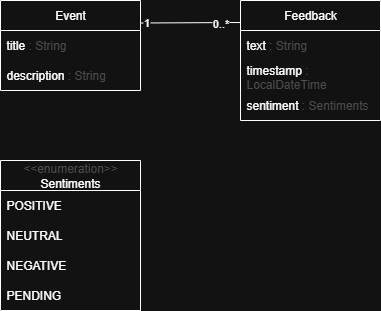 Event
title : String
description : String
1
0..*
Feedback
text : String
timestamp :
LocalDateTime
sentiment : Sentiments
<<enumeration>>
Sentiments
POSITIVE
NEUTRAL
NEGATIVE
PENDING